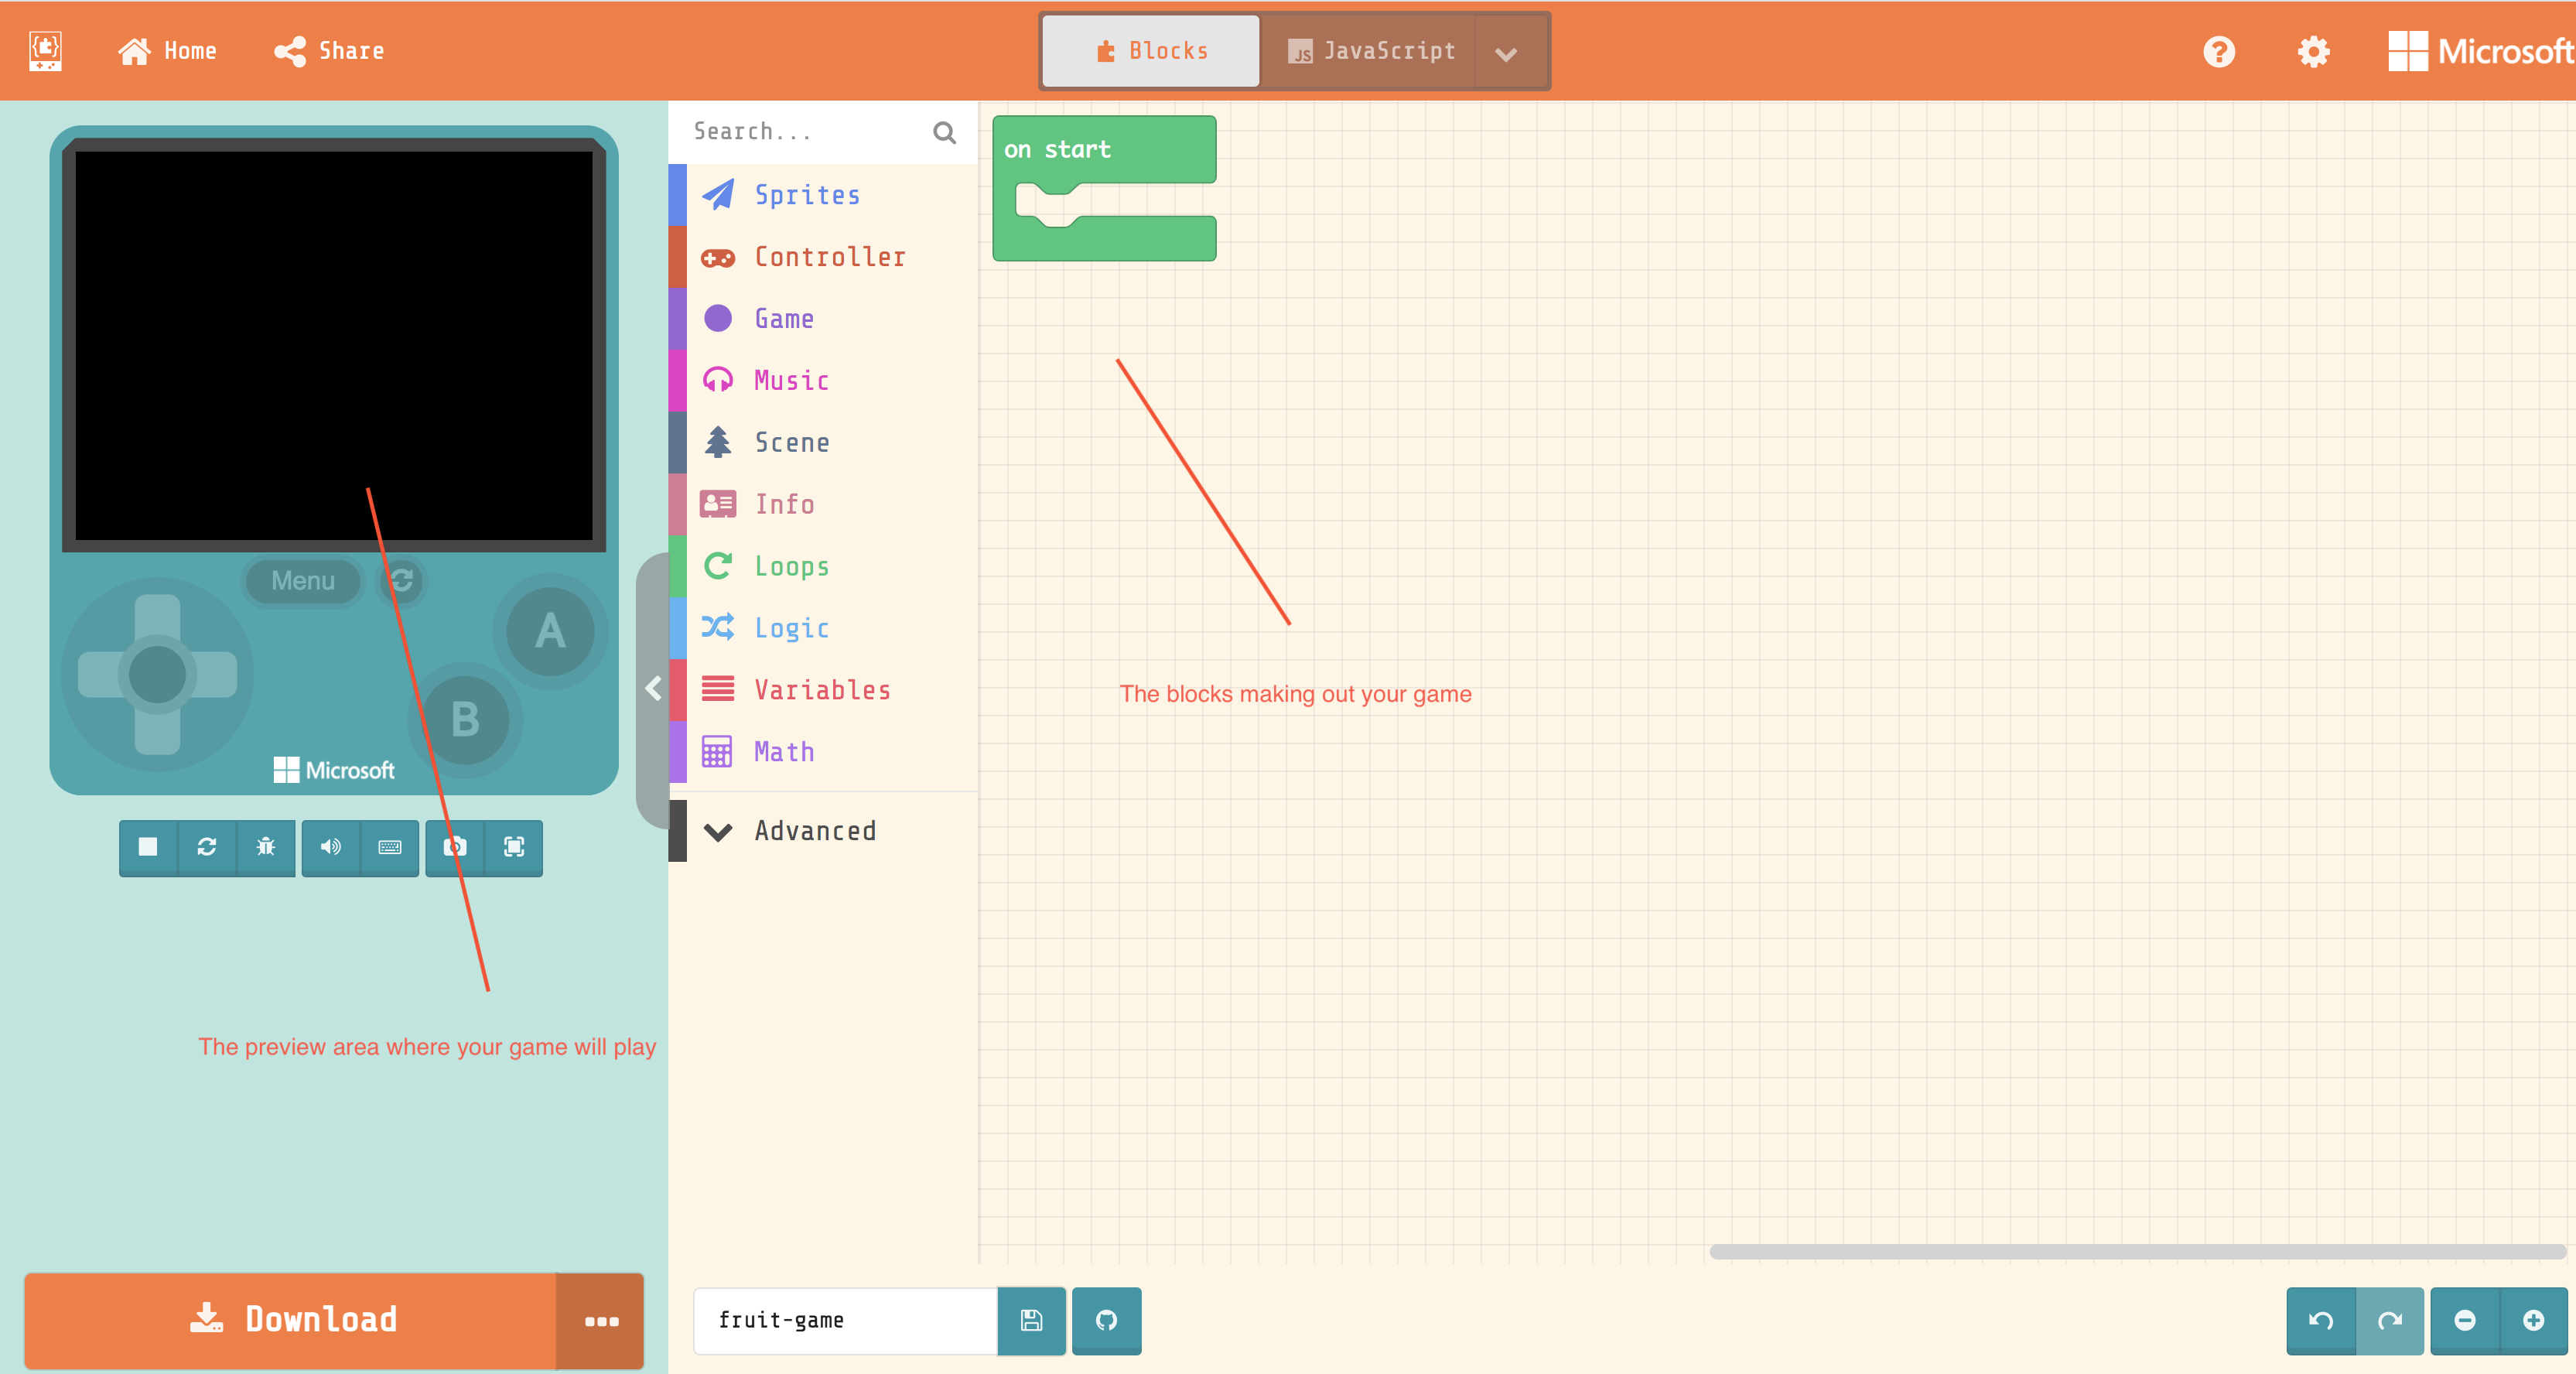 Home
Share
Blocks
JavaScript
Microsoft
Search...
on start
Sprites
Controller
Game
Music
Scene
Info
Loops
Logic
Variables
Math
Advanced
Menu
A
B
Microsoft
The blocks making out your game
The preview area where your game will play
Download
fruit-game